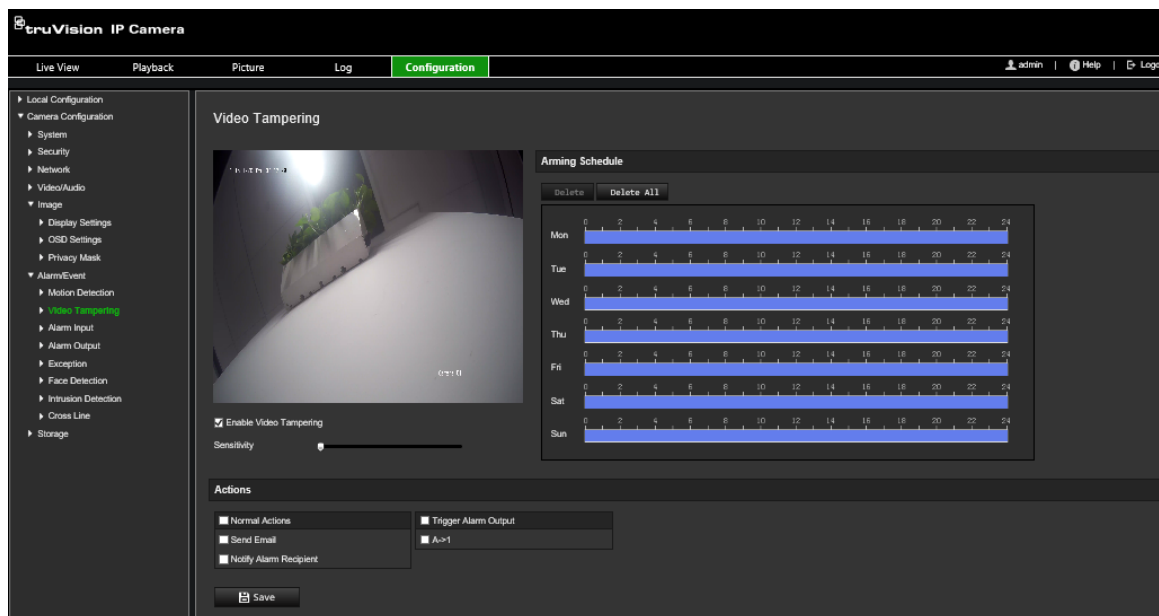 truVision IP Camera
Live View Playback Picture Log Configuration admin | Help | Logo
Local Configuration
Camera Configuration
System
Security
Network
Video/Audio
Image
Display Settings
OSD Settings
Privacy Mask
Alarm/Event
Motion Detection
Video Tampering
Alarm Input
Alarm Output
Exception
Face Detection
Intrusion Detection
Cross Line
Storage
Video Tampering
Enable Video Tampering
Sensitivity
Arming Schedule
Delete Delete All
0 2 4 6 8 10 12 14 16 18 20 22 24
Mon
0 2 4 6 8 10 12 14 16 18 20 22 24
Tue
0 2 4 6 8 10 12 14 16 18 20 22 24
Wed
0 2 4 6 8 10 12 14 16 18 20 22 24
Thu
0 2 4 6 8 10 12 14 16 18 20 22 24
Fri
0 2 4 6 8 10 12 14 16 18 20 22 24
Sat
0 2 4 6 8 10 12 14 16 18 20 22 24
Sun
Actions
Normal Actions
Send Email
Notify Alarm Recipient
Trigger Alarm Output
A->1
Save